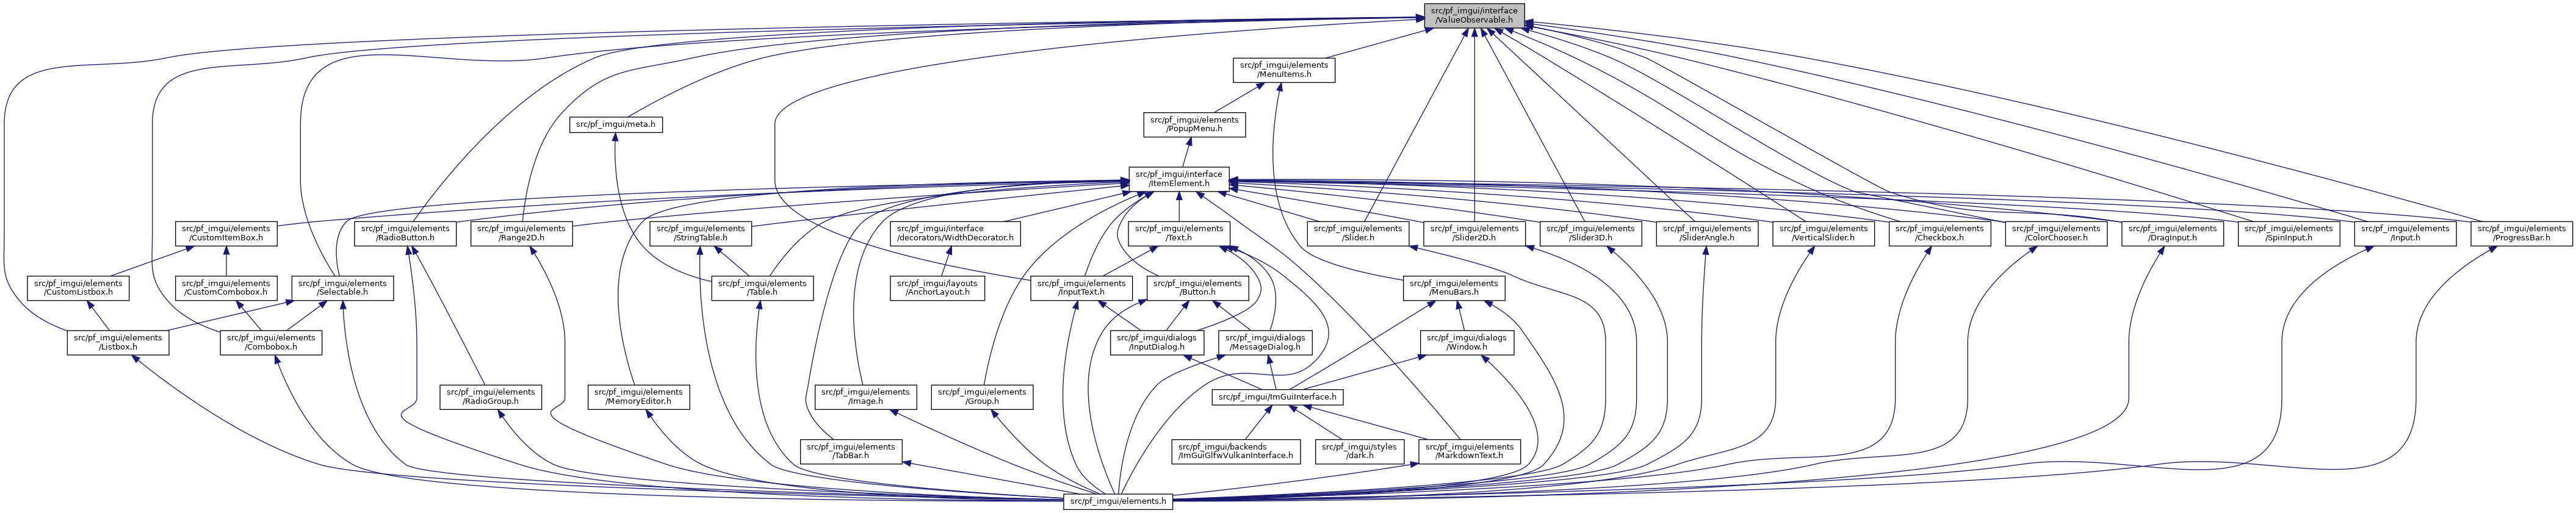 src/pf_imgui/interface
/ValueObservable.h
src/pf_imgui/elements
/MenuItems.h
src/pf_imgui/meta.h
src/pf_imgui/elements
/PopupMenu.h
src/pf_imgui/interface
/ItemElement.h
src/pf_imgui/elements
/CustomItemBox.h
src/pf_imgui/elements
/RadioButton.h
src/pf_imgui/elements
/Range2D.h
src/pf_imgui/elements
/StringTable.h
src/pf_imgui/interface
/decorators/WidthDecorator.h
src/pf_imgui/elements
/Text.h
src/pf_imgui/elements
/Slider.h
src/pf_imgui/elements
/Slider2D.h
src/pf_imgui/elements
/Slider3D.h
src/pf_imgui/elements
/SliderAngle.h
src/pf_imgui/elements
/VerticalSlider.h
src/pf_imgui/elements
/Checkbox.h
src/pf_imgui/elements
/ColorChooser.h
src/pf_imgui/elements
/DragInput.h
src/pf_imgui/elements
/SpinInput.h
src/pf_imgui/elements
/Input.h
src/pf_imgui/elements
/ProgressBar.h
src/pf_imgui/elements
/CustomListbox.h
src/pf_imgui/elements
/CustomCombobox.h
src/pf_imgui/elements
/Selectable.h
src/pf_imgui/elements
/Table.h
src/pf_imgui/layouts
/AnchorLayout.h
src/pf_imgui/elements
/InputText.h
src/pf_imgui/elements
/Button.h
src/pf_imgui/elements
/MenuBars.h
src/pf_imgui/elements
/Listbox.h
src/pf_imgui/elements
/Combobox.h
src/pf_imgui/dialogs
/InputDialog.h
src/pf_imgui/dialogs
/MessageDialog.h
src/pf_imgui/dialogs
/Window.h
src/pf_imgui/elements
/RadioGroup.h
src/pf_imgui/elements
/MemoryEditor.h
src/pf_imgui/elements
/Image.h
src/pf_imgui/elements
/Group.h
src/pf_imgui/ImGuiInterface.h
src/pf_imgui/elements
/TabBar.h
src/pf_imgui/backends
/ImGuiGlfwVulkanInterface.h
src/pf_imgui/styles
/dark.h
src/pf_imgui/elements
/MarkdownText.h
src/pf_imgui/elements.h